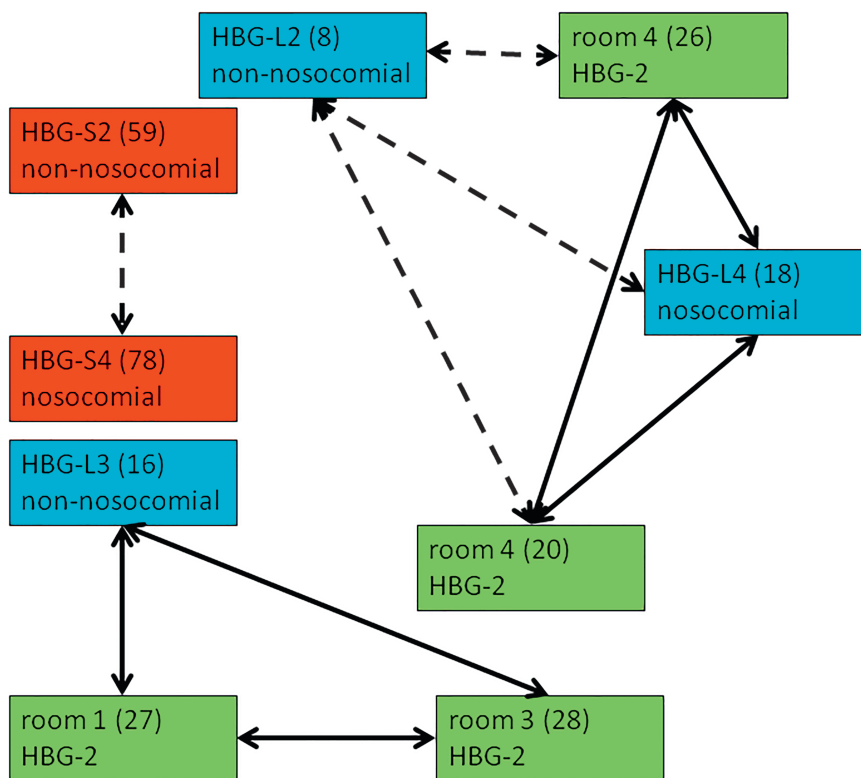 HBG-L2 (8)
non-nosocomial
room 4 (26)
HBG-2
HBG-S2 (59)
non-nosocomial
HBG-L4 (18)
nosocomial
HBG-S4 (78)
nosocomial
HBG-L3 (16)
non-nosocomial
room 4 (20)
HBG-2
room 1 (27)
HBG-2
room 3 (28)
HBG-2